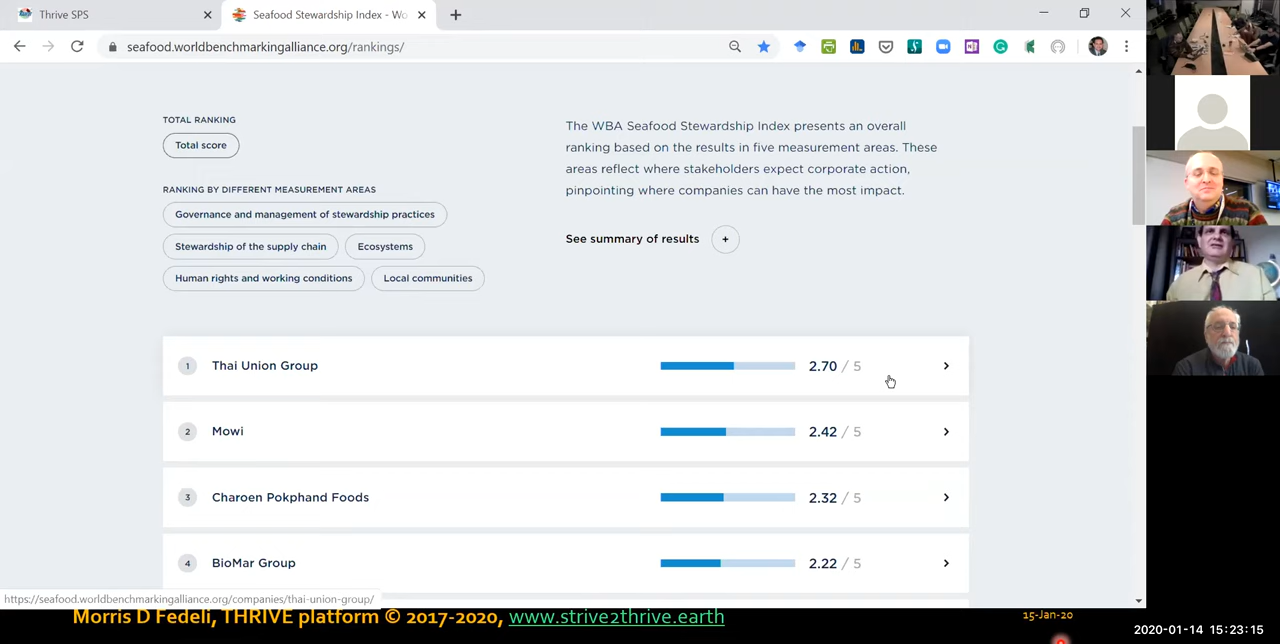 Thrive SPS
Seafood Stewardship Index - Wo
seafood.worldbenchmarkingalliance.org/rankings/
TOTAL RANKING
Total score
RANKING BY DIFFERENT MEASUREMENT AREAS
Governance and management of stewardship practices
Stewardship of the supply chain
Ecosystems
Human rights and working conditions
Local communities
The WBA Seafood Stewardship Index presents an overall
ranking based on the results in five measurement areas. These
areas reflect where stakeholders expect corporate action,
pinpointing where companies can have the most impact.
See summary of results +
1 Thai Union Group 2.70 / 5
2 Mowi 2.42 / 5
3 Charoen Pokphand Foods 2.32 / 5
4 BioMar Group 2.22 / 5
https://seafood.worldbenchmarkingalliance.org/companies/thai-union-group/
Morris D Fedeli, THRIVE platform © 2017-2020, www.strive2thrive.earth
15-Jan-20
2020-01-14 15:23:15